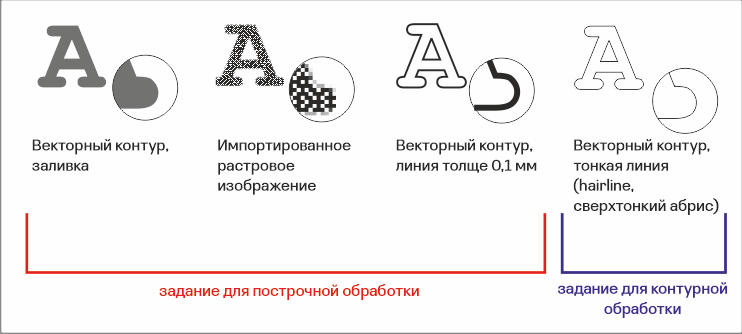 А
А
А
А
Векторный контур,
заливка
Импортированное
растровое
изображение
Векторный контур,
линия толще 0,1 мм
Векторный контур,
тонкая линия
(hairline,
сверхтонкий абрис)
задание для построчной обработки
задание для контурной
обработки